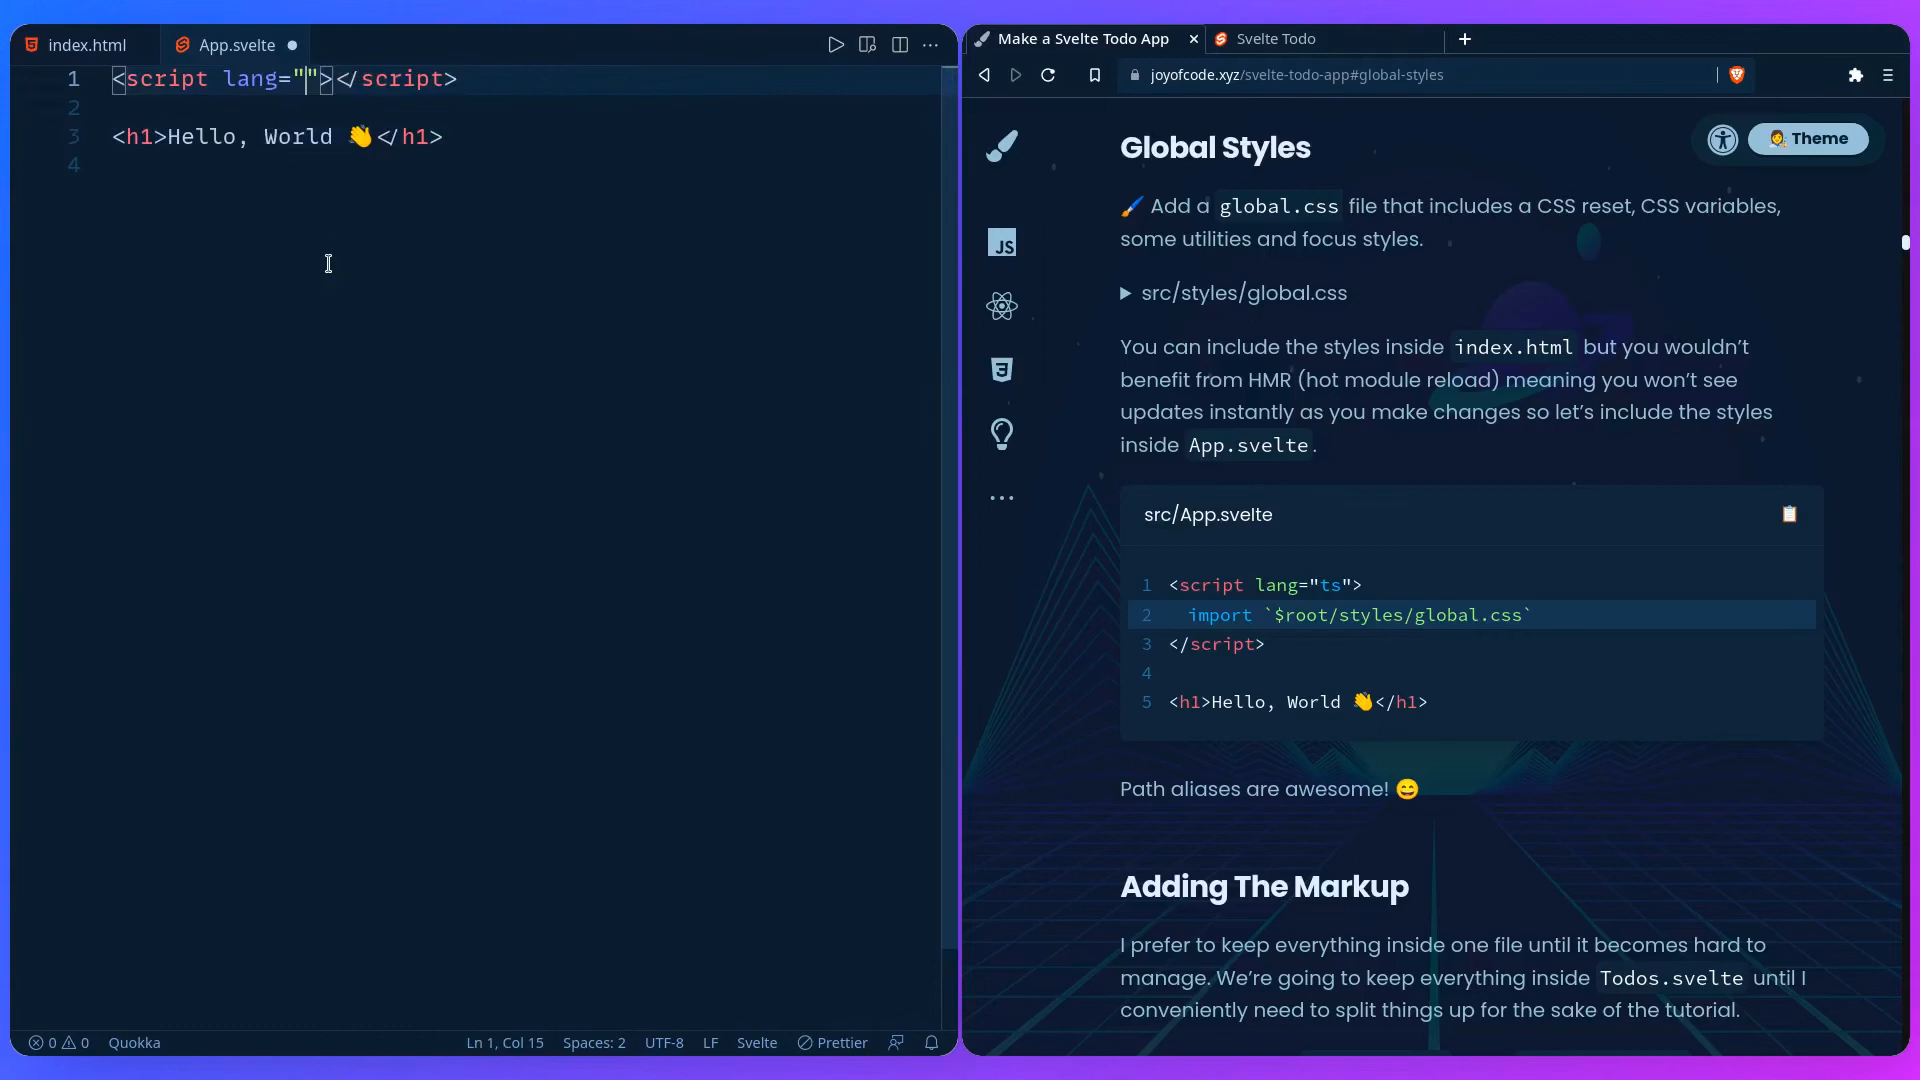 index.html
App.svelte
1 <script lang=""></script>
2
3 <h1>Hello, World 👋</h1>
4
0 0 Quokka Ln 1, Col 15 Spaces: 2 UTF-8 LF Svelte Prettier
Make a Svelte Todo App
Svelte Todo
joyofcode.xyz/svelte-todo-app#global-styles
JS
Theme
Global Styles
🖌️ Add a global.css file that includes a CSS reset, CSS variables,
some utilities and focus styles.
▶ src/styles/global.css
You can include the styles inside index.html but you wouldn’t
benefit from HMR (hot module reload) meaning you won’t see
updates instantly as you make changes so let’s include the styles
inside App.svelte.
src/App.svelte
1 <script lang="ts">
2 import `$root/styles/global.css`
3 </script>
4
5 <h1>Hello, World 👋</h1>
Path aliases are awesome! 😄
Adding The Markup
I prefer to keep everything inside one file until it becomes hard to
manage. We’re going to keep everything inside Todos.svelte until I
conveniently need to split things up for the sake of the tutorial.